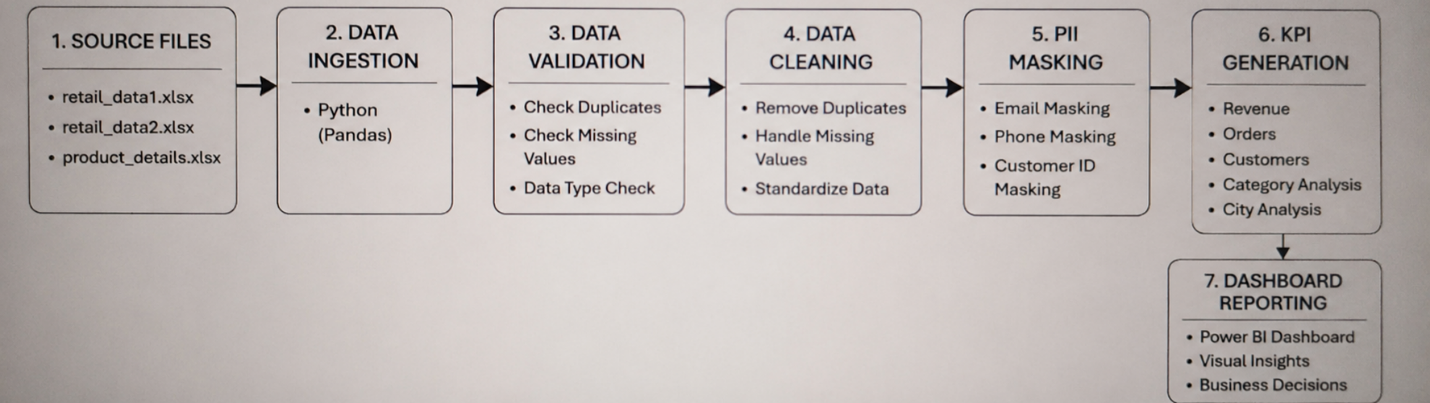 1. SOURCE FILES
• retail_data1.xlsx
• retail_data2.xlsx
• product_details.xlsx
2. DATA
INGESTION
• Python
(Pandas)
3. DATA
VALIDATION
• Check Duplicates
• Check Missing
Values
• Data Type Check
4. DATA
CLEANING
• Remove Duplicates
• Handle Missing
Values
• Standardize Data
5. PII
MASKING
• Email Masking
• Phone Masking
• Customer ID
Masking
6. KPI
GENERATION
• Revenue
• Orders
• Customers
• Category Analysis
• City Analysis
7. DASHBOARD
REPORTING
• Power BI Dashboard
• Visual Insights
• Business Decisions